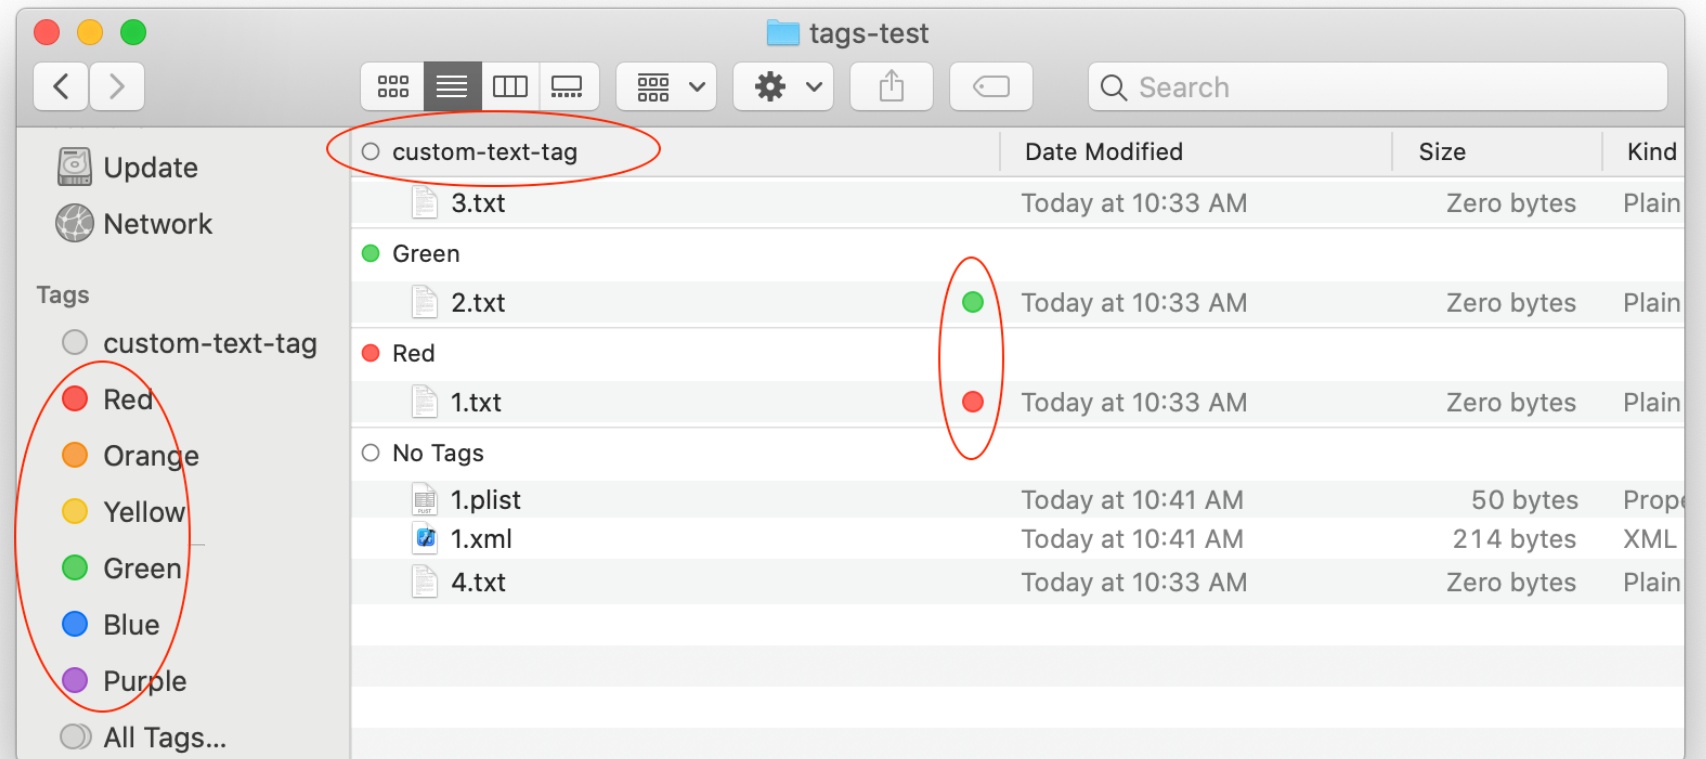 tags-test
Search
Update
Network
Tags
custom-text-tag
Red
Orange
Yellow
Green
Blue
Purple
All Tags...
custom-text-tag Date Modified Size Kind
3.txt Today at 10:33 AM Zero bytes Plain
Green
2.txt Today at 10:33 AM Zero bytes Plain
Red
1.txt Today at 10:33 AM Zero bytes Plain
No Tags
1.plist Today at 10:41 AM 50 bytes Prope
1.xml Today at 10:41 AM 214 bytes XML
4.txt Today at 10:33 AM Zero bytes Plain